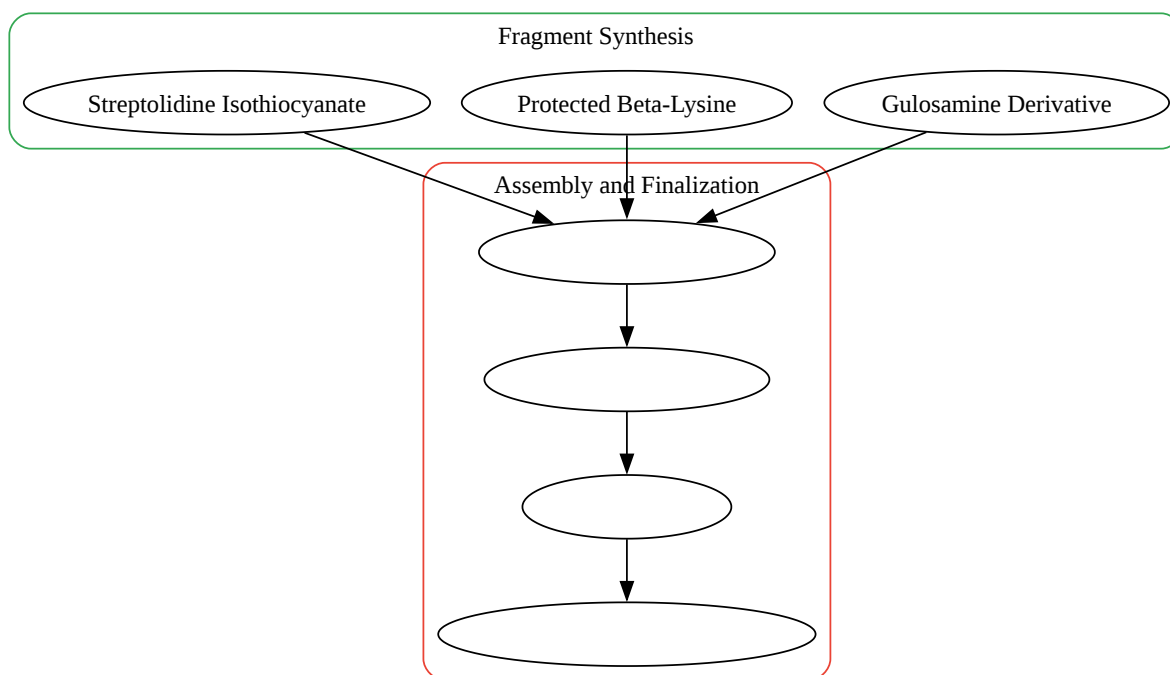 Fragment Synthesis
Streptolidine Isothiocyanate
Protected Beta-Lysine
Gulosamine Derivative
Assembly and Finalization